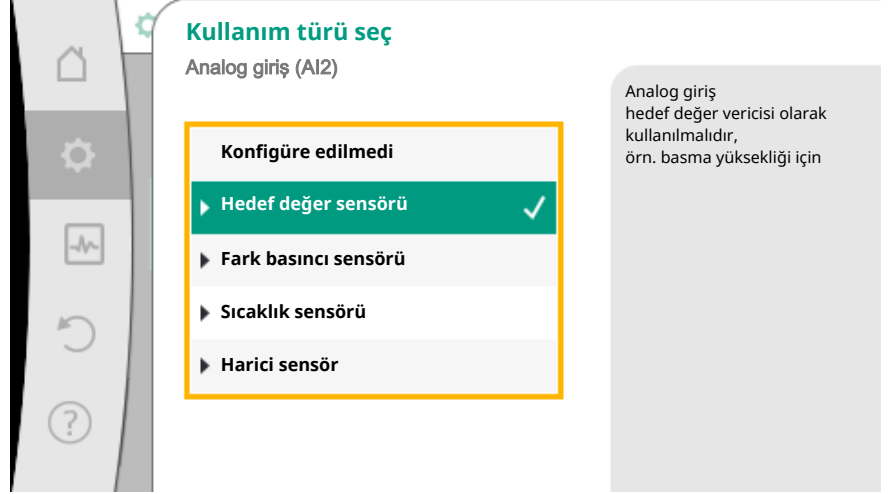 Kullanım türü seç
Analog giriş (AI2)
Konfigüre edilmedi
Hedef değer sensörü
Fark basıncı sensörü
Sıcaklık sensörü
Harici sensör
Analog giriş
hedef değer vericisi olarak
kullanılmalıdır,
örn. basma yüksekliği için
?